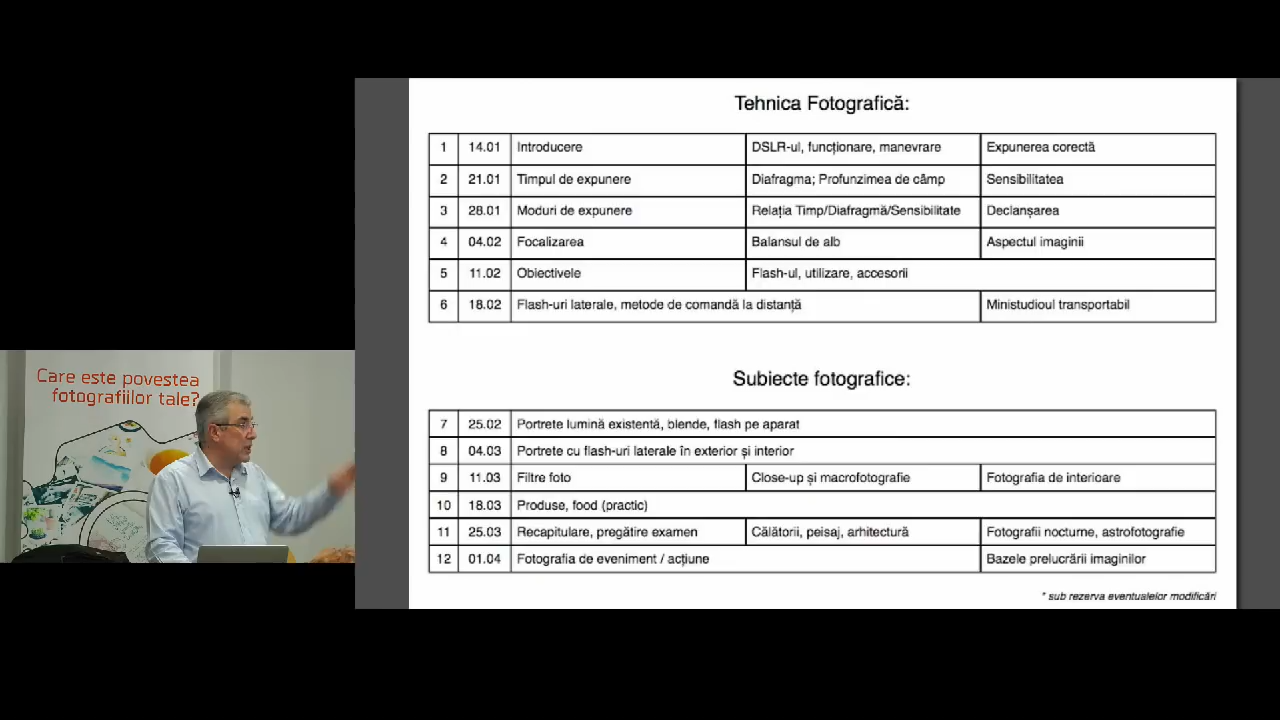 Tehnica Fotografică:
1 14.01 Introducere DSLR-ul, funcționare, manevrare Expunerea corectă
2 21.01 Timpul de expunere Diafragma; Profunzimea de câmp Sensibilitatea
3 28.01 Moduri de expunere Relația Timp/Diafragmă/Sensibilitate Declanșarea
4 04.02 Focalizarea Balansul de alb Aspectul imaginii
5 11.02 Obiectivele Flash-ul, utilizare, accesorii
6 18.02 Flash-uri laterale, metode de comandă la distanță Ministudioul transportabil
Subiecte fotografice:
7 25.02 Portrete lumină existentă, blende, flash pe aparat
8 04.03 Portrete cu flash-uri laterale în exterior și interior
9 11.03 Filtre foto Close-up și macrofotografie Fotografia de interioare
10 18.03 Produse, food (practic)
11 25.03 Recapitulare, pregătire examen Călătorii, peisaj, arhitectură Fotografii nocturne, astrofotografie
12 01.04 Fotografia de eveniment / acțiune Bazele prelucrării imaginilor
* sub rezerva eventualelor modificări
Care este povestea
fotografiilor tale?